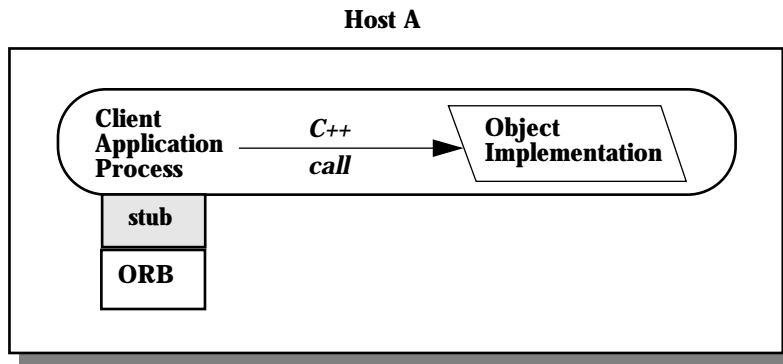 Host A
Client
Application
Process
C++
call
Object
Implementation
stub
ORB